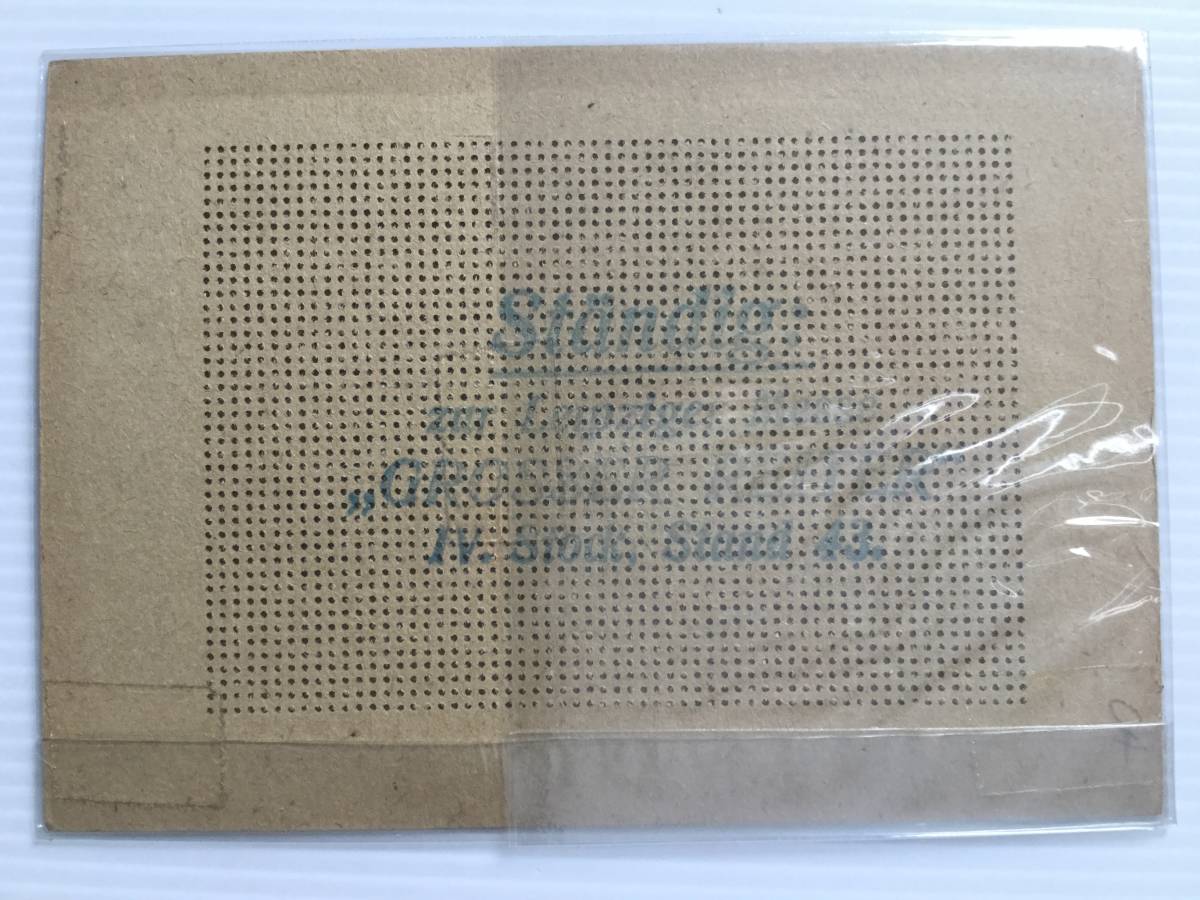 Ständig:
zur Leipziger Messe
„GROSSER REITER“
IV. Stock, Stand 43.